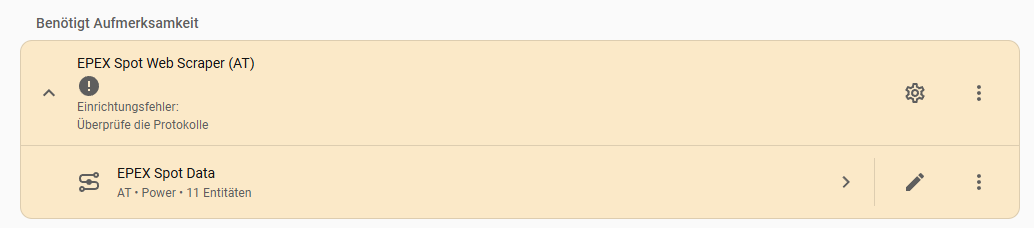 Benötigt Aufmerksamkeit
EPEX Spot Web Scraper (AT)
Einrichtungsfehler:
Überprüfe die Protokolle
EPEX Spot Data
AT • Power • 11 Entitäten